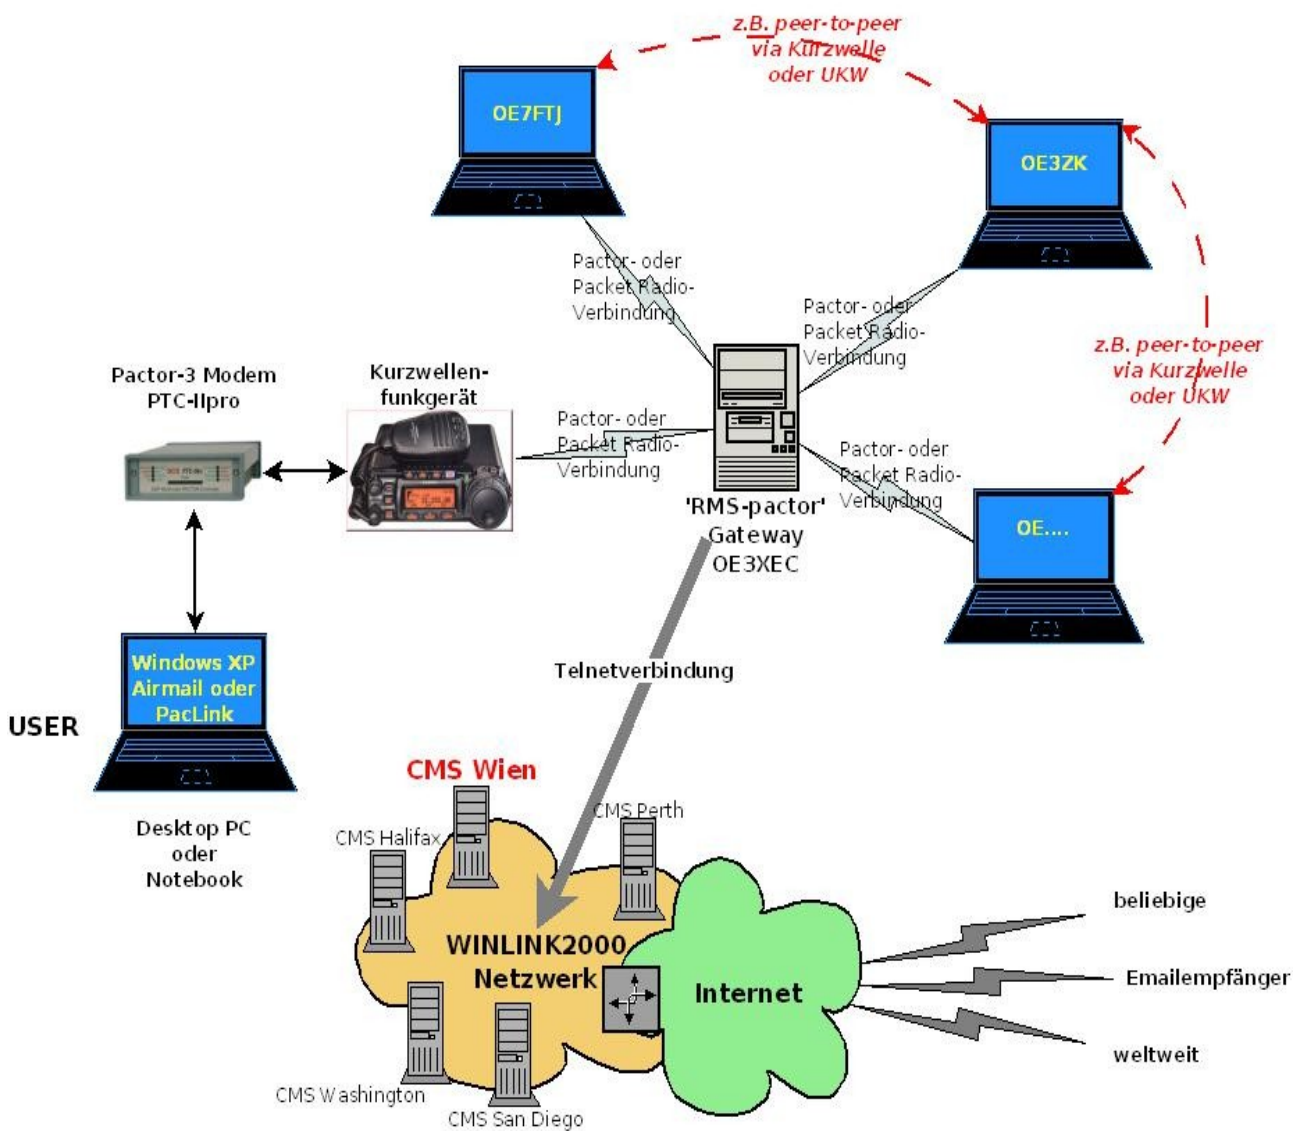 z.B. peer-to-peer
via Kurzwelle
oder UKW
OE7FTJ
OE3ZK
Pactor- oder
Packet Radio-
Verbindung
Pactor- oder
Packet Radio-
Verbindung
z.B. peer-to-peer
via Kurzwelle
oder UKW
Pactor-3 Modem
PTC-IIpro
Kurzwellen-
funkgerät
Pactor- oder
Packet Radio-
Verbindung
Pactor- oder
Packet Radio-
Verbindung
'RMS-pactor'
Gateway
OE3XEC
OE....
Telnetverbindung
Windows XP
Airmail oder
PacLink
USER
Desktop PC
oder
Notebook
CMS Wien
CMS Perth
CMS Halifax
WINLINK2000
Netzwerk
Internet
beliebige
Emailempfänger
weltweit
CMS Washington
CMS San Diego